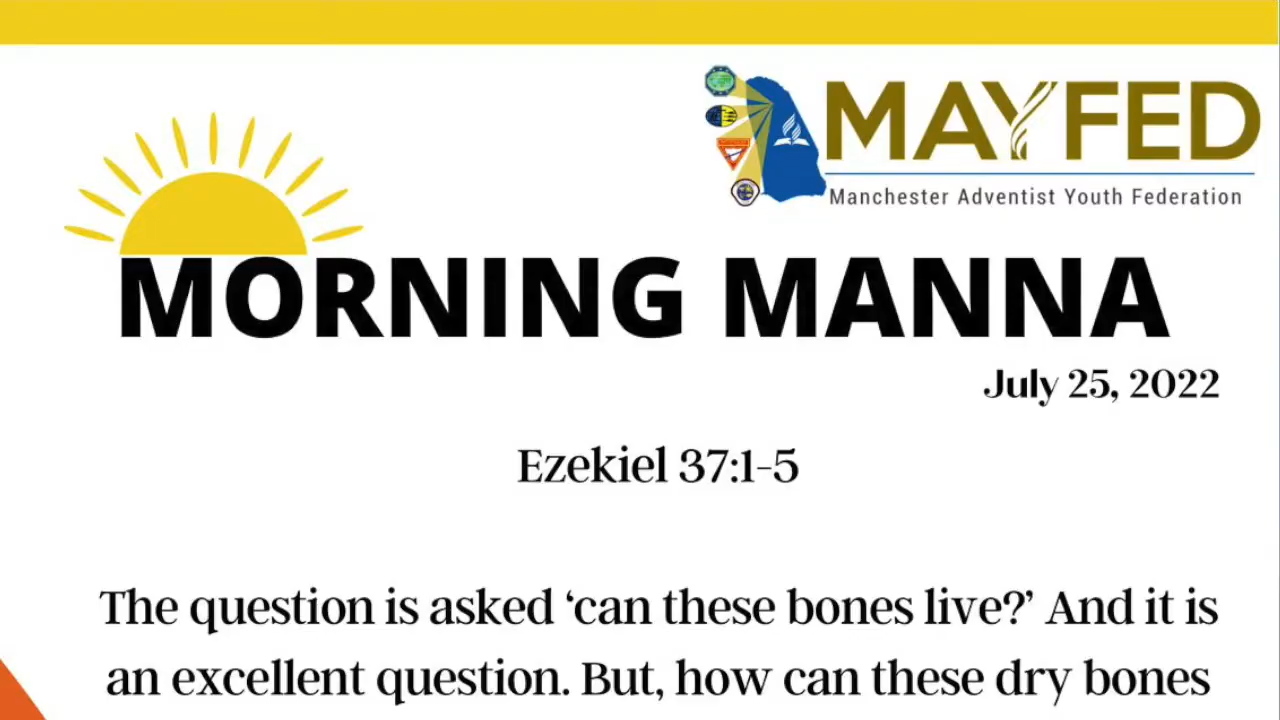 MAYFED
Manchester Adventist Youth Federation
MORNING MANNA
July 25, 2022
Ezekiel 37:1-5
The question is asked ‘can these bones live?’ And it is
an excellent question. But, how can these dry bones